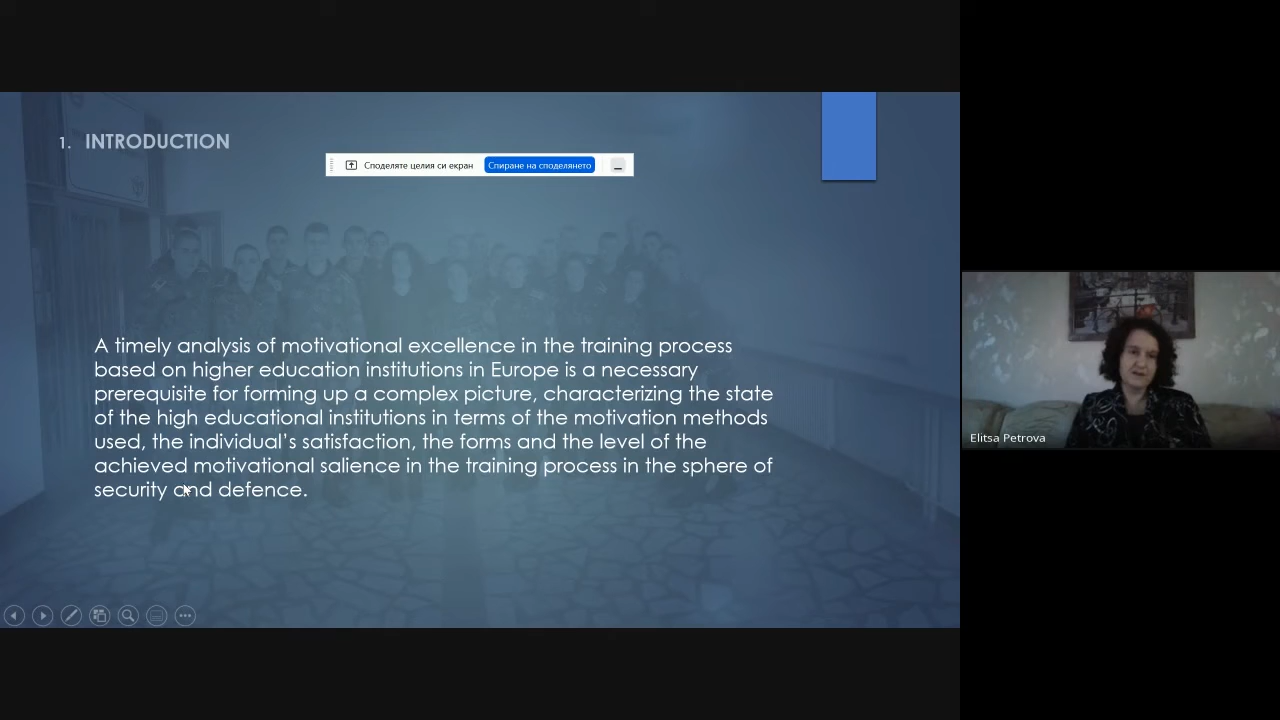 1. INTRODUCTION
Споделяте целия си екран Спиране на споделянето
A timely analysis of motivational excellence in the training process
based on higher education institutions in Europe is a necessary
prerequisite for forming up a complex picture, characterizing the state
of the high educational institutions in terms of the motivation methods
used, the individual’s satisfaction, the forms and the level of the
achieved motivational salience in the training process in the sphere of
security and defence.
Elitsa Petrova